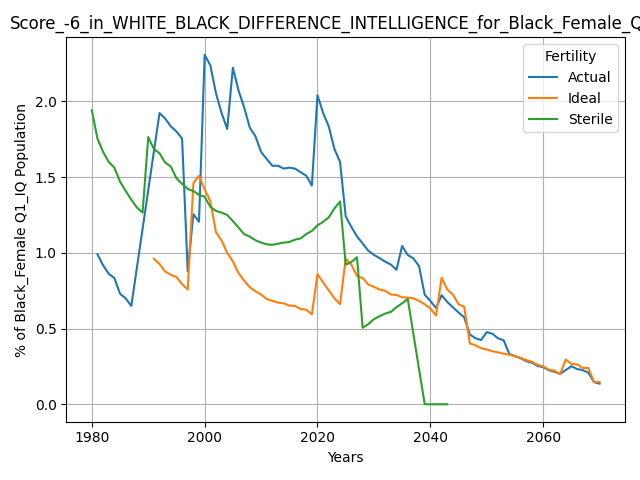 Score_-6_in_WHITE_BLACK_DIFFERENCE_INTELLIGENCE_for_Black_Female_Q
Fertility
Actual
Ideal
Sterile
% of Black_Female Q1_IQ Population
2.0
1.5
1.0
0.5
0.0
1980 2000 2020 2040 2060
Years